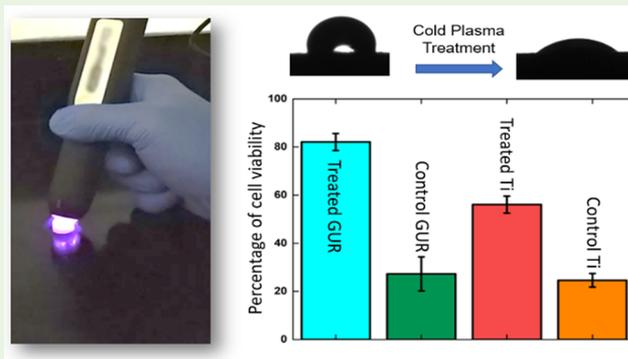 Cold Plasma
Treatment
Percentage of cell viability
100
80
60
40
20
0
Treated GUR
Control GUR
Treated Ti
Control Ti